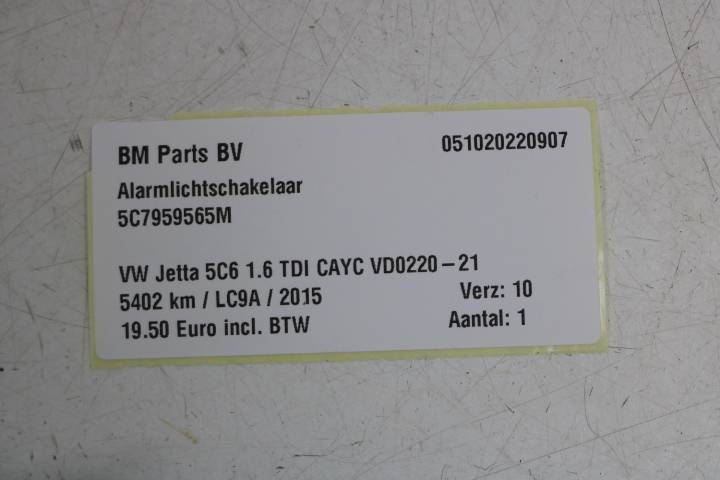 BM Parts BV 051020220907
Alarmlichtschakelaar
5C7959565M
VW Jetta 5C6 1.6 TDI CAYC VD0220-21
5402 km / LC9A / 2015 Verz: 10
19.50 Euro incl. BTW Aantal: 1